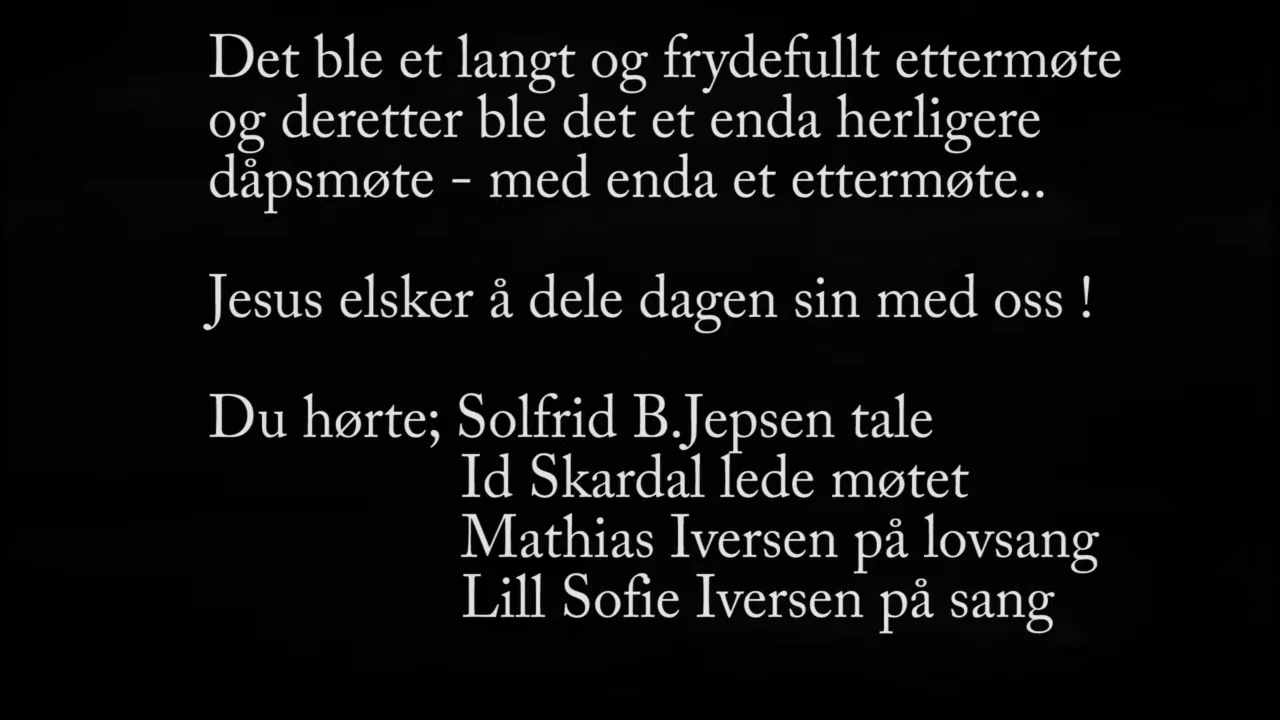 Det ble et langt og frydefullt ettermøte
og deretter ble det et enda herligere
dåpsmøte - med enda et ettermøte..
Jesus elsker å dele dagen sin med oss !
Du hørte; Solfrid B.Jepsen tale
Id Skardal lede møtet
Mathias Iversen på lovsang
Lill Sofie Iversen på sang